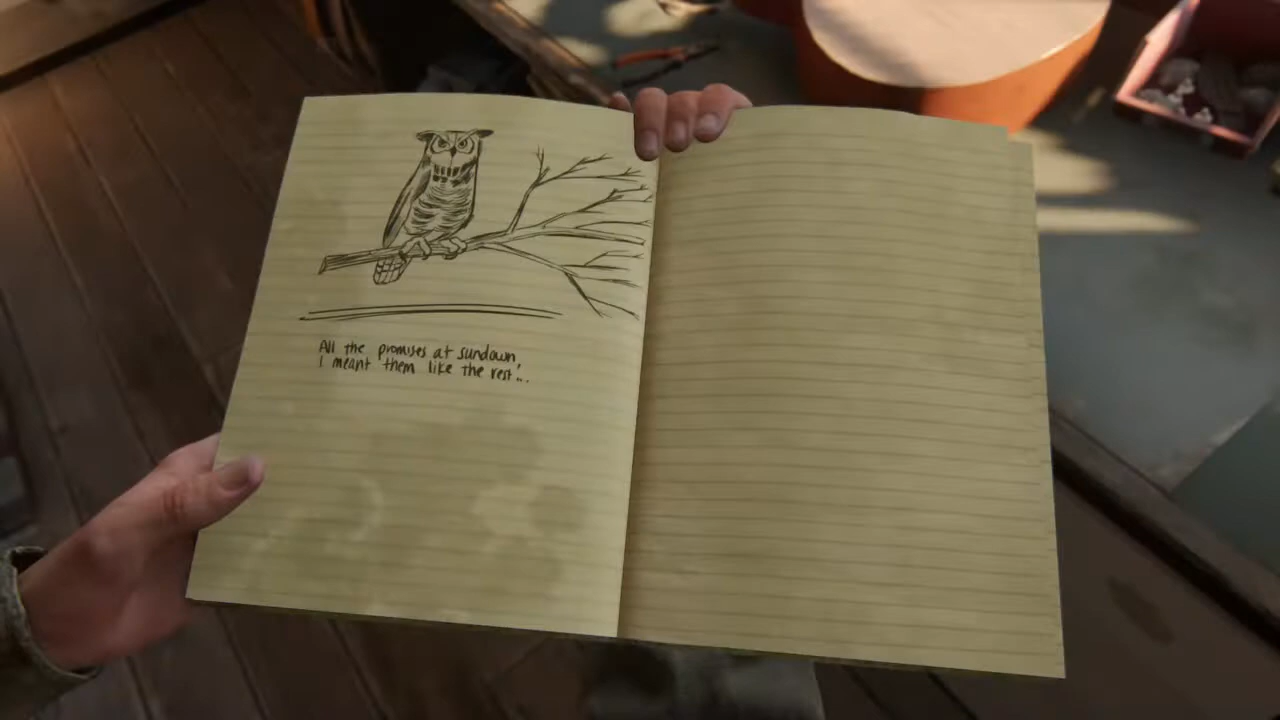 All the promises at sundown,
I meant them like the rest...